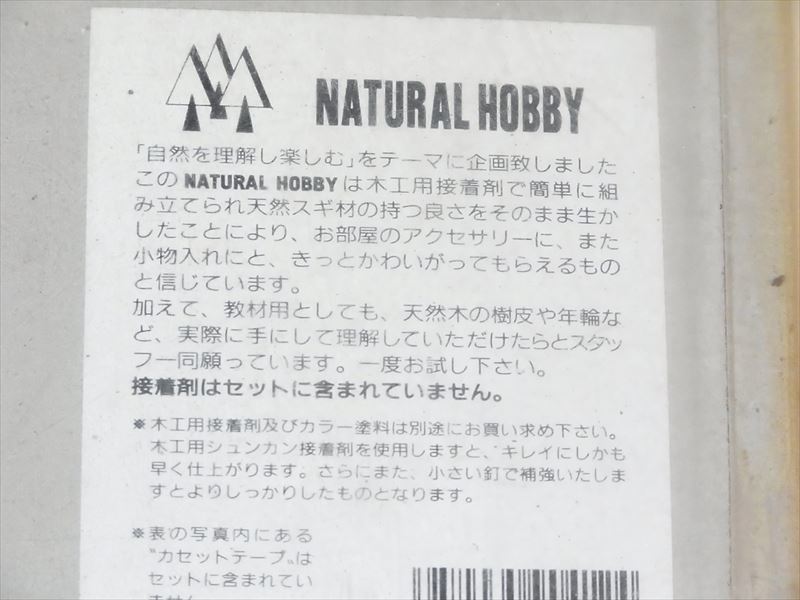 NATURAL HOBBY
「自然を理解し楽しむ」をテーマに企画致しました
このNATURAL HOBBYは木工用接着剤で簡単に組
み立てられ天然スギ材の持つ良さをそのまま生か
したことにより、お部屋のアクセサリーに、また
小物入れにと、きっとかわいがってもらえるもの
と信じています。
加えて、教材用としても、天然木の樹皮や年輪な
ど、実際に手にして理解していただけたらとスタッ
フ一同願っています。一度お試し下さい。
接着剤はセットに含まれていません。
※木工用接着剤及びカラー塗料は別途にお買い求め下さい。
木工用シュンカン接着剤を使用しますと、キレイにしかも
早く仕上がります。さらにまた、小さい釘で補強いたしま
すとよりしっかりしたものとなります。
※表の写真内にある
〝カセットテープ〟は
セットに含まれてい
ません